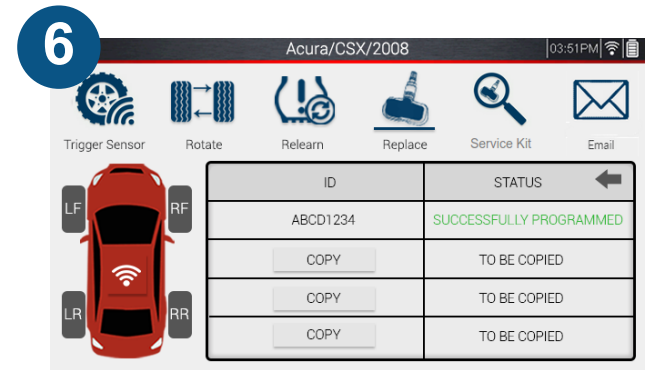 6
Acura/CSX/2008
03:51PM
Trigger Sensor Rotate Relearn Replace Service Kit Email
LF RF
LR RR
ID STATUS
ABCD1234 SUCCESSFULLY PROGRAMMED
COPY TO BE COPIED
COPY TO BE COPIED
COPY TO BE COPIED